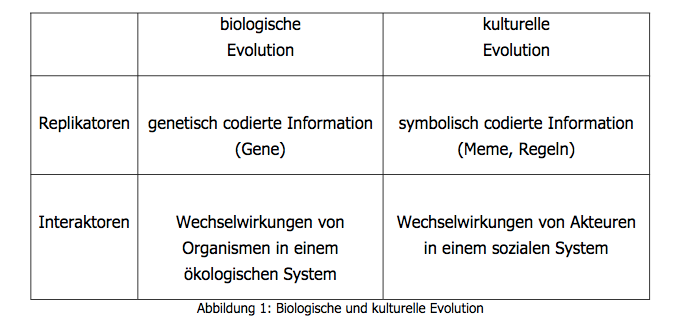 biologische
Evolution
kulturelle
Evolution
Replikatoren
genetisch codierte Information
(Gene)
symbolisch codierte Information
(Meme, Regeln)
Interaktoren
Wechselwirkungen von
Organismen in einem
ökologischen System
Wechselwirkungen von Akteuren
in einem sozialen System
Abbildung 1: Biologische und kulturelle Evolution